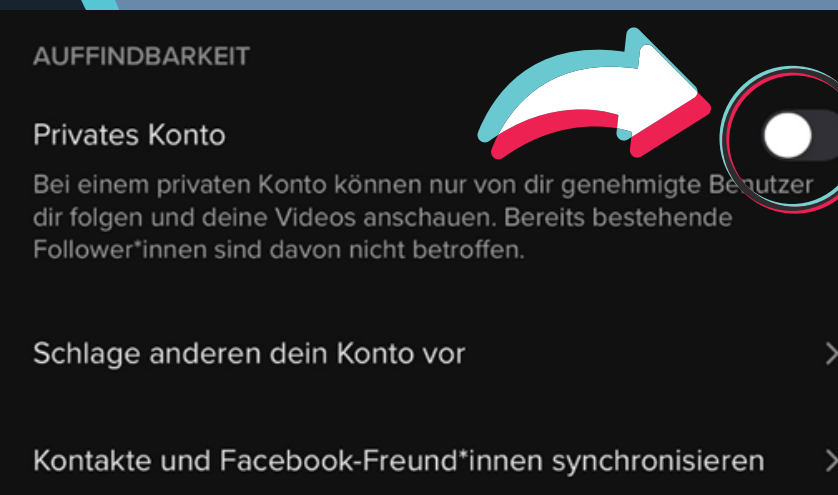 AUFFINDBARKEIT
Privates Konto
Bei einem privaten Konto können nur von dir genehmigte Benutzer
dir folgen und deine Videos anschauen. Bereits bestehende
Follower*innen sind davon nicht betroffen.
Schlage anderen dein Konto vor
Kontakte und Facebook-Freund*innen synchronisieren